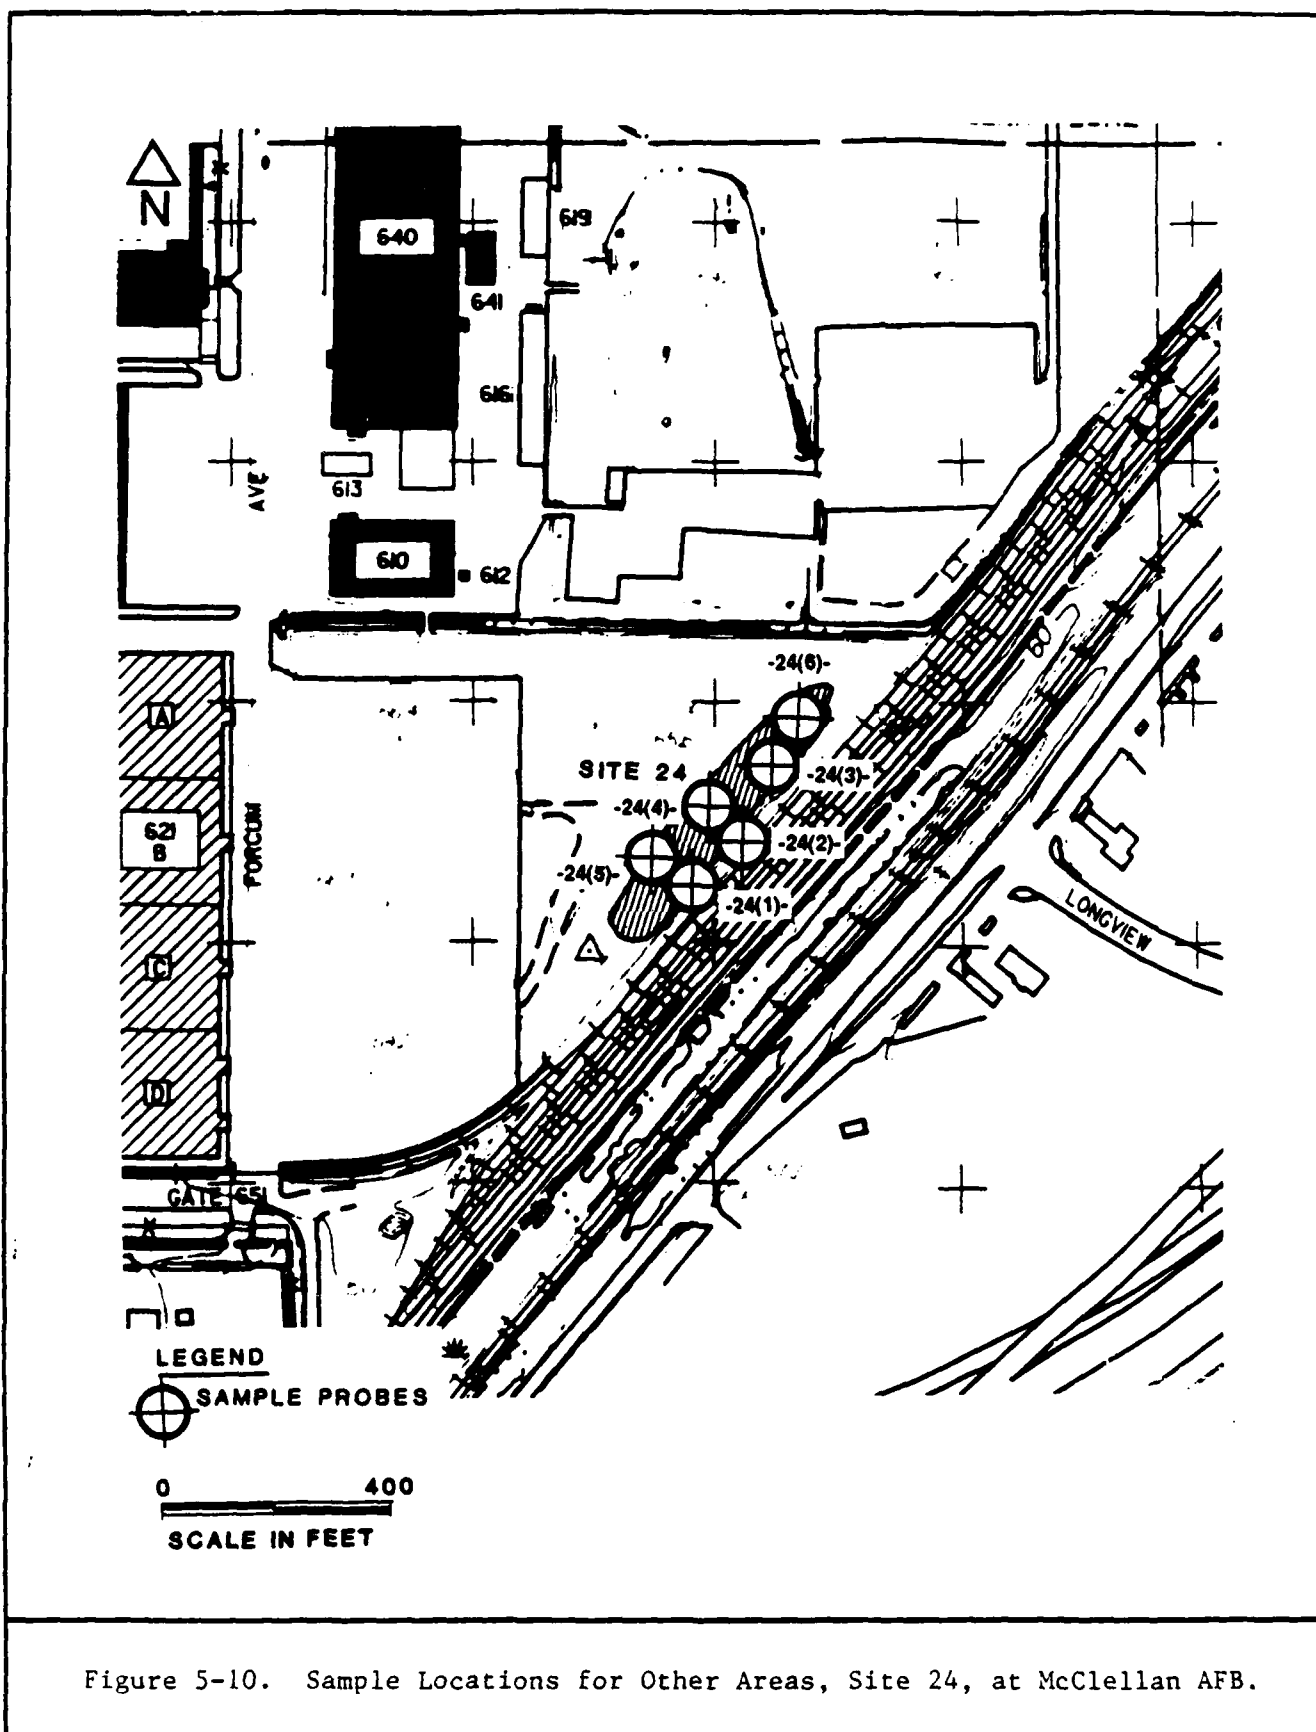 N
640
619
641
616
613
AVE
610
612
60
-24(6)-
A
SITE 24
-24(3)-
-24(4)-
621
B
FORCUM
-24(2)-
-24(5)-
-24(1)-
LONGVIEW
C
D
GATE 651
LEGEND
SAMPLE PROBES
0 400
SCALE IN FEET
Figure 5-10. Sample Locations for Other Areas, Site 24, at McClellan AFB.